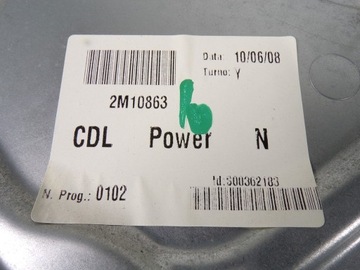 Data: 10/06/08
Turno: Y
2M10863
CDL Power N
N. Prog.: 0102
Id:S00362183